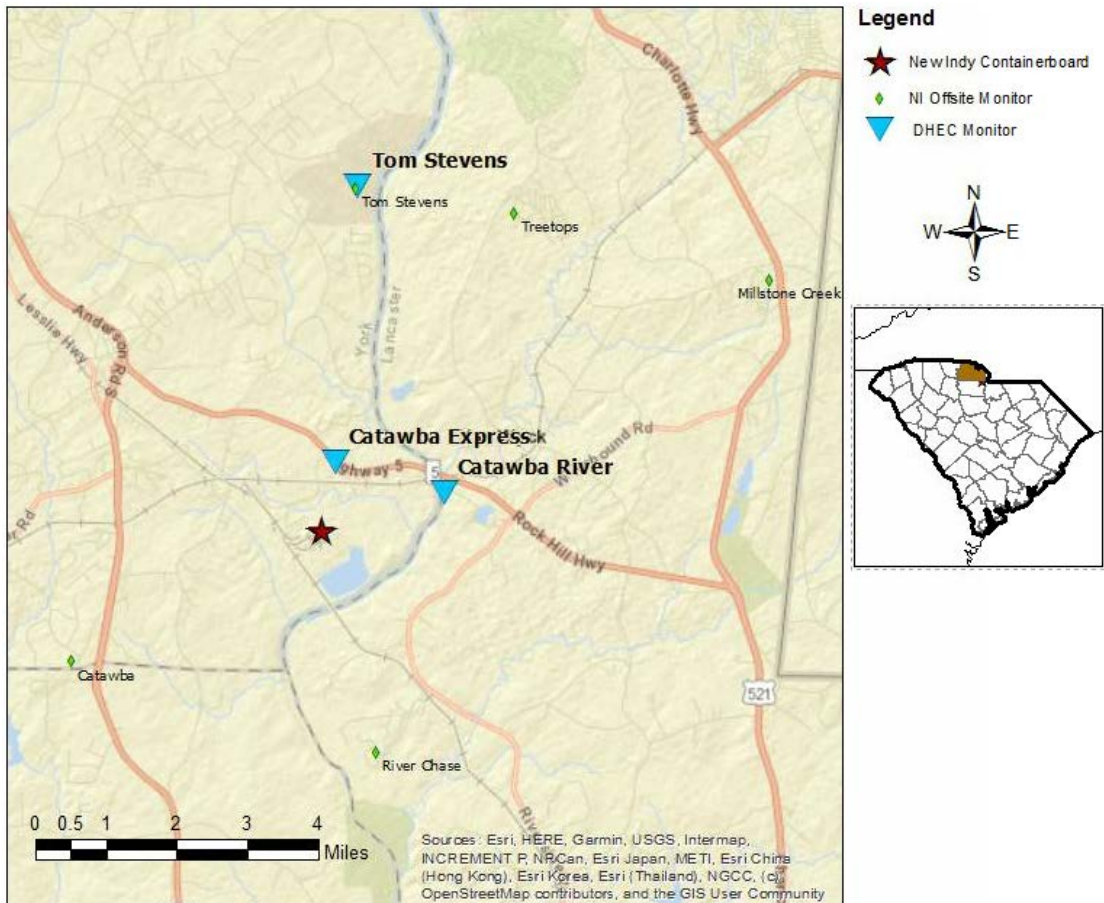 Legend
New Indy Containerboard
NI Offsite Monitor
DHEC Monitor
N
W E
S
Charlotte Hwy
Tom Stevens
Tom Stevens
Treetops
Millstone Creek
Lesslie Hwy
Anderson Rd S
York
Lancaster
Catawba Express
Highway 5
5
Catawba River
Rock Hill Hwy
Catawba
521
River Chase
0 0.5 1 2 3 4
Miles
Sources: Esri, HERE, Garmin, USGS, Intermap,
INCREMENT P, NRCan, Esri Japan, METI, Esri China
(Hong Kong), Esri Korea, Esri (Thailand), NGCC, (c)
OpenStreetMap contributors, and the GIS User Community